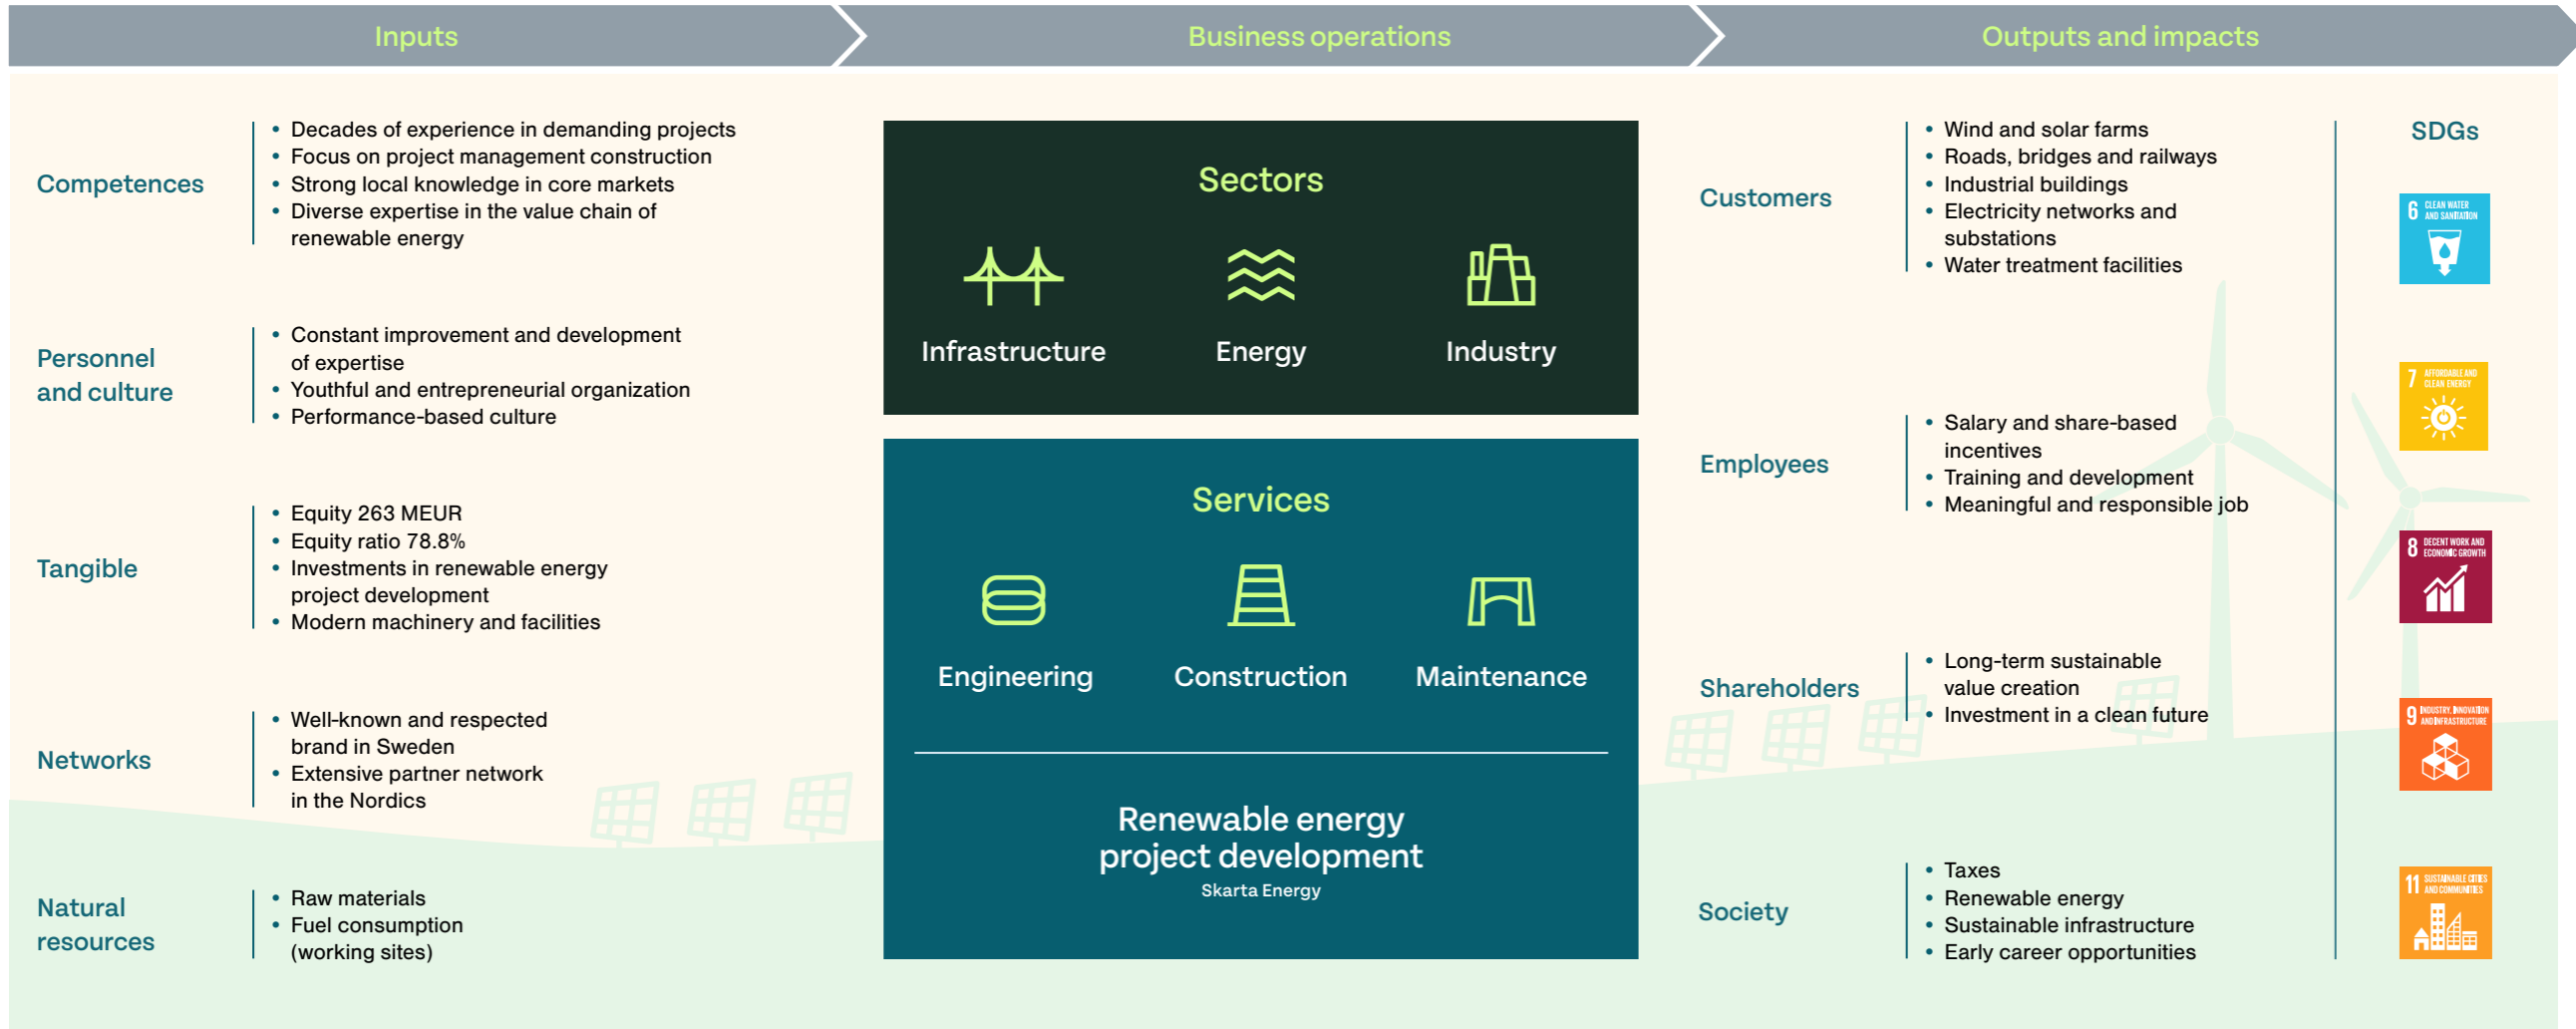 Inputs
Business operations
Outputs and impacts
Competences
• Decades of experience in demanding projects
• Focus on project management construction
• Strong local knowledge in core markets
• Diverse expertise in the value chain of
renewable energy
Personnel
and culture
• Constant improvement and development
of expertise
• Youthful and entrepreneurial organization
• Performance-based culture
Tangible
• Equity 263 MEUR
• Equity ratio 78.8%
• Investments in renewable energy
project development
• Modern machinery and facilities
Networks
• Well-known and respected
brand in Sweden
• Extensive partner network
in the Nordics
Natural
resources
• Raw materials
• Fuel consumption
(working sites)
Sectors
Infrastructure
Energy
Industry
Services
Engineering
Construction
Maintenance
Renewable energy
project development
Skarta Energy
Customers
• Wind and solar farms
• Roads, bridges and railways
• Industrial buildings
• Electricity networks and
substations
• Water treatment facilities
Employees
• Salary and share-based
incentives
• Training and development
• Meaningful and responsible job
Shareholders
• Long-term sustainable
value creation
• Investment in a clean future
Society
• Taxes
• Renewable energy
• Sustainable infrastructure
• Early career opportunities
SDGs
6 CLEAN WATER
AND SANITATION
7 AFFORDABLE AND
CLEAN ENERGY
8 DECENT WORK AND
ECONOMIC GROWTH
9 INDUSTRY, INNOVATION
AND INFRASTRUCTURE
11 SUSTAINABLE CITIES
AND COMMUNITIES